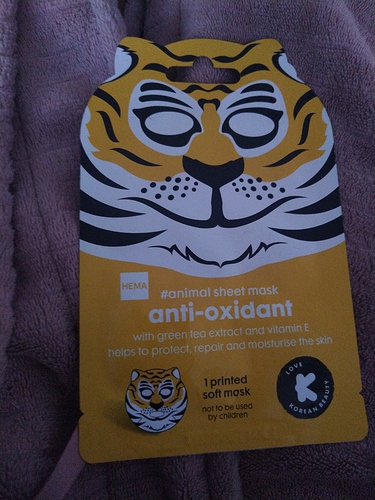 HEMA
#animal sheet mask
anti-oxidant
with green tea extract and vitamin E
helps to protect, repair and moisturise the skin
1 printed
soft mask
not to be used
by children
LOVE
K
KOREAN BEAUTY